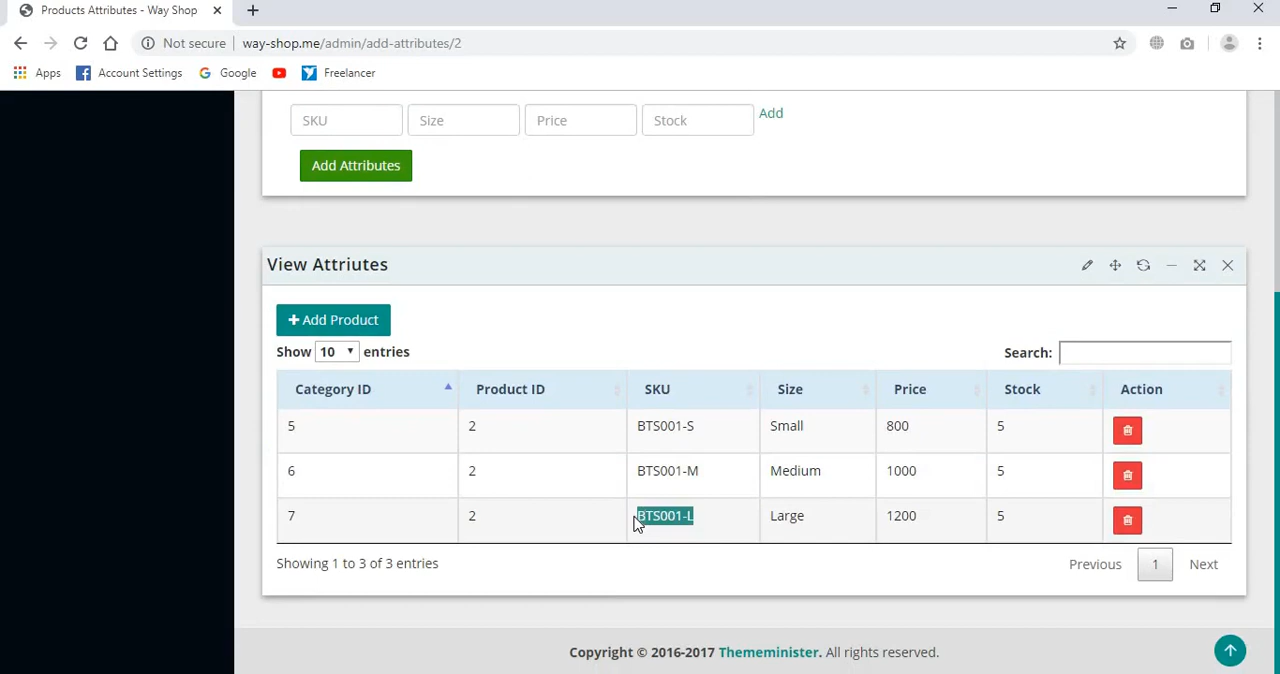 Products Attributes - Way Shop
Not secure way-shop.me/admin/add-attributes/2
Apps Account Settings Google Freelancer
SKU Size Price Stock Add
Add Attributes
View Attriutes
Add Product
Show 10 entries Search:
Category ID Product ID SKU Size Price Stock Action
5 2 BTS001-S Small 800 5
6 2 BTS001-M Medium 1000 5
7 2 BTS001-L Large 1200 5
Showing 1 to 3 of 3 entries Previous 1 Next
Copyright © 2016-2017 Thememinister. All rights reserved.